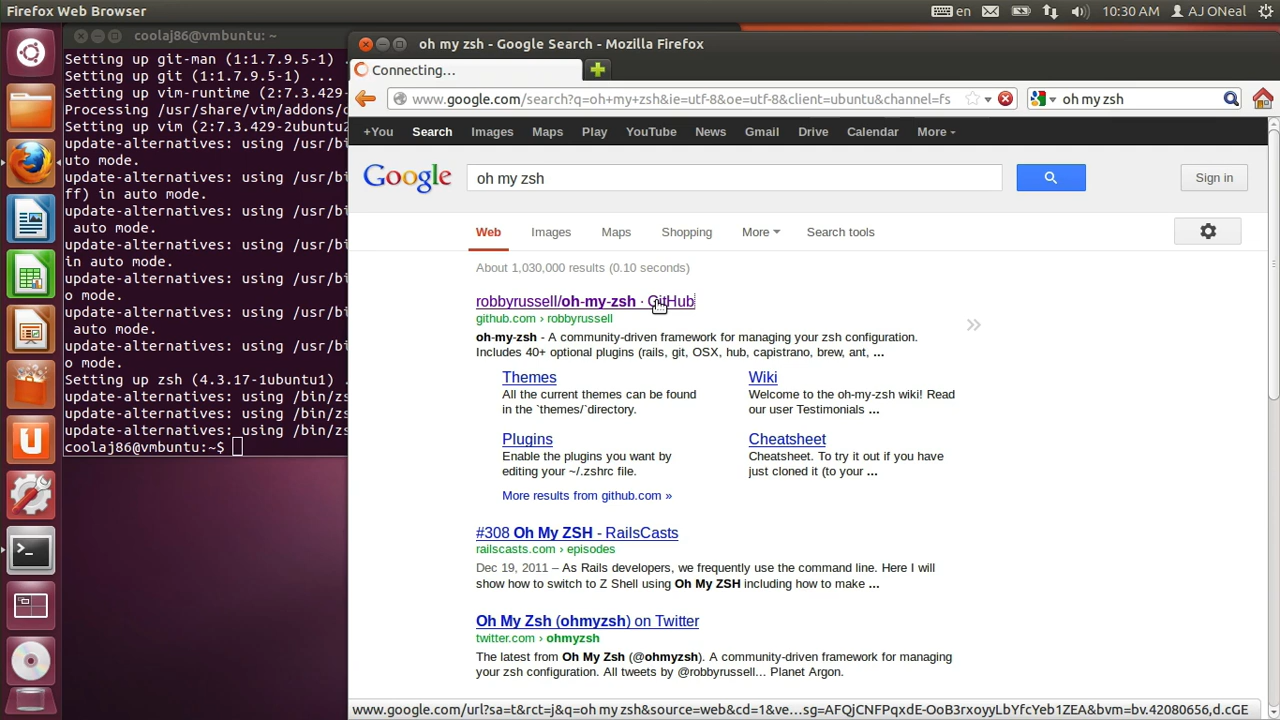 Firefox Web Browser
en
10:30 AM
AJ ONeal
coolaj86@vmbuntu: ~
Setting up git-man (1:1.7.9.5-1) .
Setting up git (1:1.7.9.5-1) ...
Setting up vim-runtime (2:7.3.429-
Processing /usr/share/vim/addons/d
Setting up vim (2:7.3.429-2ubuntu2
update-alternatives: using /usr/bi
uto mode.
update-alternatives: using /usr/bi
ff) in auto mode.
update-alternatives: using /usr/bi
auto mode.
update-alternatives: using /usr/bi
in auto mode.
update-alternatives: using /usr/bi
o mode.
update-alternatives: using /usr/bi
auto mode.
update-alternatives: using /usr/bi
o mode.
Setting up zsh (4.3.17-1ubuntu1) .
update-alternatives: using /bin/zs
update-alternatives: using /bin/zs
update-alternatives: using /bin/zs
coolaj86@vmbuntu:~$
oh my zsh - Google Search - Mozilla Firefox
Connecting...
www.google.com/search?q=oh+my+zsh&ie=utf-8&oe=utf-8&client=ubuntu&channel=fs
oh my zsh
+You Search Images Maps Play YouTube News Gmail Drive Calendar More
Google
oh my zsh
Sign in
Web Images Maps Shopping More Search tools
About 1,030,000 results (0.10 seconds)
robbyrussell/oh-my-zsh · GitHub
github.com › robbyrussell
oh-my-zsh - A community-driven framework for managing your zsh configuration.
Includes 40+ optional plugins (rails, git, OSX, hub, capistrano, brew, ant, ...
Themes
All the current themes can be found
in the `themes/`directory.
Wiki
Welcome to the oh-my-zsh wiki! Read
our user Testimonials ...
Plugins
Enable the plugins you want by
editing your ~/.zshrc file.
Cheatsheet
Cheatsheet. To try it out if you have
just cloned it (to your ...
More results from github.com »
#308 Oh My ZSH - RailsCasts
railscasts.com › episodes
Dec 19, 2011 – As Rails developers, we frequently use the command line. Here I will
show how to switch to Z Shell using Oh My ZSH including how to make ...
Oh My Zsh (ohmyzsh) on Twitter
twitter.com › ohmyzsh
The latest from Oh My Zsh (@ohmyzsh). A community-driven framework for managing
your zsh configuration. All tweets by @robbyrussell... Planet Argon.
www.google.com/url?sa=t&rct=j&q=oh my zsh&source=web&cd=1&ve...sg=AFQjCNFPqxdE-OoB3rxoyyLbYfcYeb1ZEA&bvm=bv.42080656,d.cGE